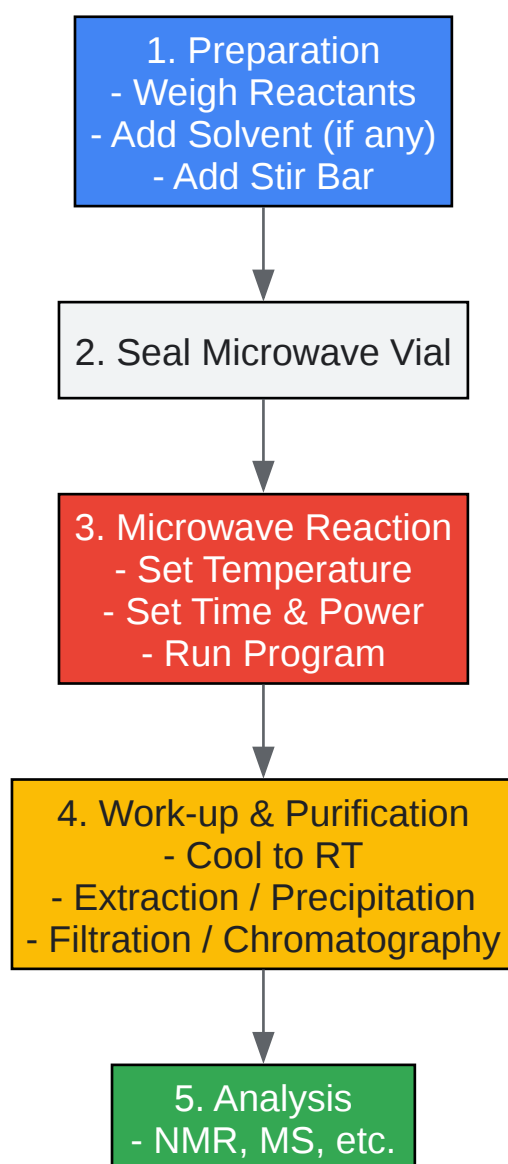 1. Preparation
- Weigh Reactants
- Add Solvent (if any)
- Add Stir Bar
2. Seal Microwave Vial
3. Microwave Reaction
- Set Temperature
- Set Time & Power
- Run Program
4. Work-up & Purification
- Cool to RT
- Extraction / Precipitation
- Filtration / Chromatography
5. Analysis
- NMR, MS, etc.